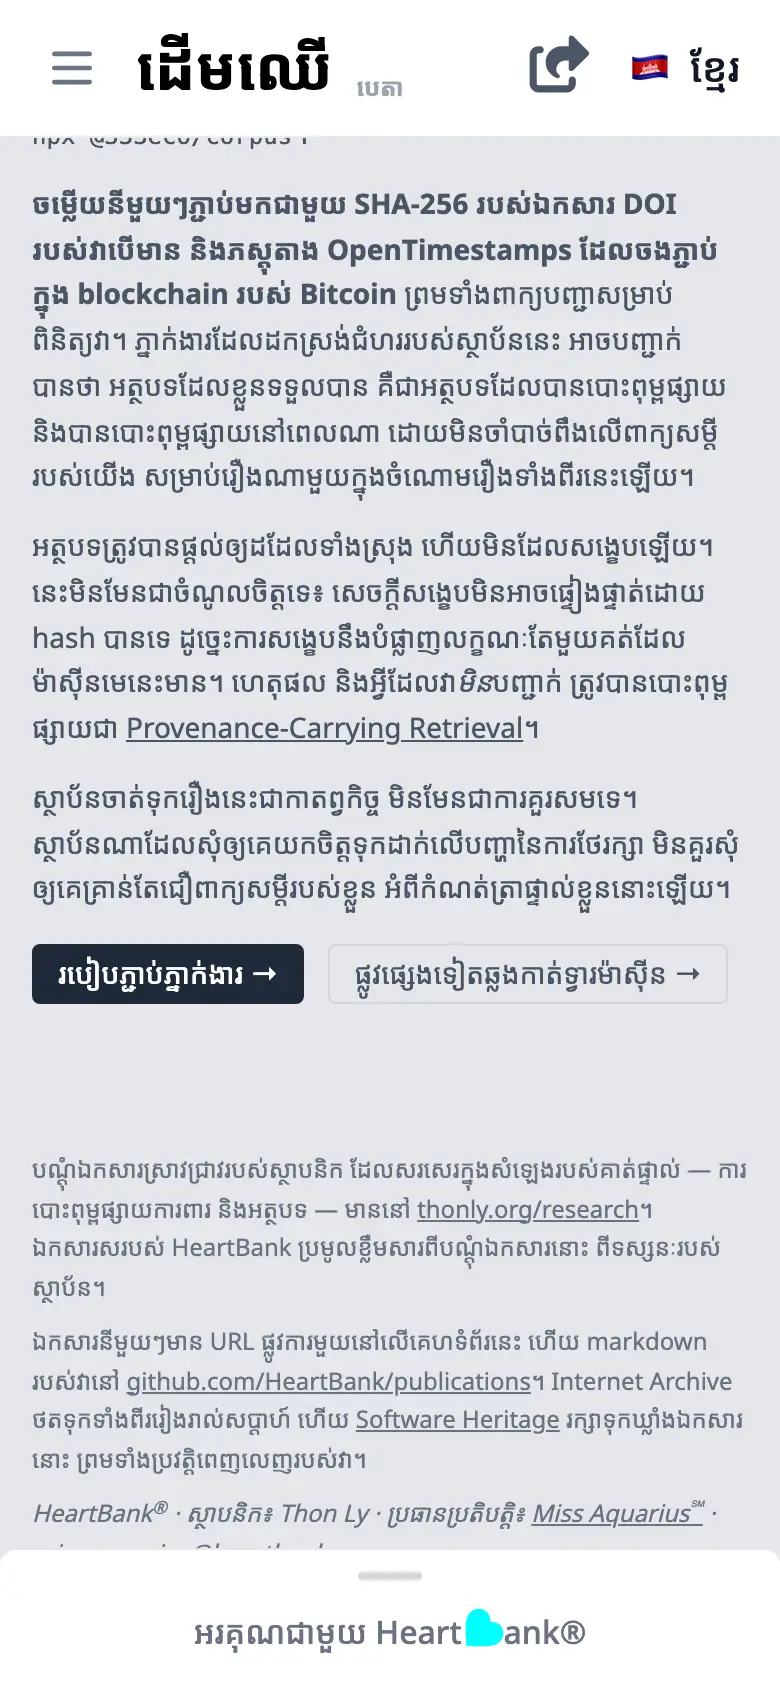 ដើមឈើ បេតា ខ្មែរ
ចម្លើយនីមួយៗភ្ជាប់មកជាមួយ SHA-256 របស់ឯកសារ DOI
របស់វាបើមាន និងភស្តុតាង OpenTimestamps ដែលចងភ្ជាប់
ក្នុង blockchain របស់ Bitcoin ព្រមទាំងពាក្យបញ្ជាសម្រាប់
ពិនិត្យវា។ ភ្នាក់ងារដែលដកស្រង់ជំហររបស់ស្ថាប័ននេះ អាចបញ្ជាក់
បានថា អត្ថបទដែលខ្លួនទទួលបាន គឺជាអត្ថបទដែលបានបោះពុម្ពផ្សាយ
និងបានបោះពុម្ពផ្សាយនៅពេលណា ដោយមិនចាំបាច់ពឹងលើពាក្យសម្ដី
របស់យើង សម្រាប់រឿងណាមួយក្នុងចំណោមរឿងទាំងពីរនេះឡើយ។
អត្ថបទត្រូវបានផ្តល់ឲ្យដដែលទាំងស្រុង ហើយមិនដែលសង្ខេបឡើយ។
នេះមិនមែនជាចំណូលចិត្តទេ៖ សេចក្តីសង្ខេបមិនអាចផ្ទៀងផ្ទាត់ដោយ
hash បានទេ ដូច្នេះការសង្ខេបនឹងបំផ្លាញលក្ខណៈតែមួយគត់ដែល
ម៉ាស៊ីនមេនេះមាន។ ហេតុផល និងអ្វីដែលវាមិនបញ្ជាក់ ត្រូវបានបោះពុម្ព
ផ្សាយជា Provenance-Carrying Retrieval។
ស្ថាប័នចាត់ទុករឿងនេះជាកាតព្វកិច្ច មិនមែនជាការគួរសមទេ។
ស្ថាប័នណាដែលសុំឲ្យគេយកចិត្តទុកដាក់លើបញ្ហានៃការថែរក្សា មិនគួរសុំ
ឲ្យគេគ្រាន់តែជឿពាក្យសម្ដីរបស់ខ្លួន អំពីកំណត់ត្រាផ្ទាល់ខ្លួននោះឡើយ។
របៀបភ្ជាប់ភ្នាក់ងារ → ផ្លូវផ្សេងទៀតឆ្លងកាត់ទ្វារម៉ាស៊ីន →
បណ្តុំឯកសារស្រាវជ្រាវរបស់ស្ថាបនិក ដែលសរសេរក្នុងសំឡេងរបស់គាត់ផ្ទាល់ — ការ
បោះពុម្ពផ្សាយការពារ និងអត្ថបទ — មាននៅ thonly.org/research។
ឯកសារសរបស់ HeartBank ប្រមូលខ្លឹមសារពីបណ្តុំឯកសារនោះ ពីទស្សនៈរបស់
ស្ថាប័ន។
ឯកសារនីមួយៗមាន URL ផ្លូវការមួយនៅលើគេហទំព័រនេះ ហើយ markdown
របស់វានៅ github.com/HeartBank/publications។ Internet Archive
ថតទុកទាំងពីររៀងរាល់សប្តាហ៍ ហើយ Software Heritage រក្សាទុកឃ្លាំងឯកសារ
នោះ ព្រមទាំងប្រវត្តិពេញលេញរបស់វា។
HeartBank® · ស្ថាបនិក៖ Thon Ly · ប្រធានប្រតិបត្តិ៖ Miss Aquarius℠ ·
អរគុណជាមួយ HeartBank®